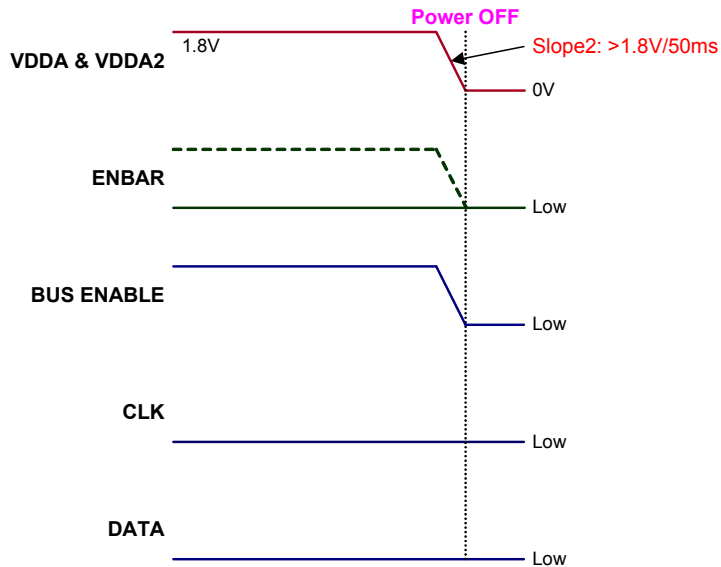 Power OFF
1.8V
Slope2: >1.8V/50ms
VDDA & VDDA2
0V
ENBAR
Low
BUS ENABLE
Low
CLK
Low
DATA
Low